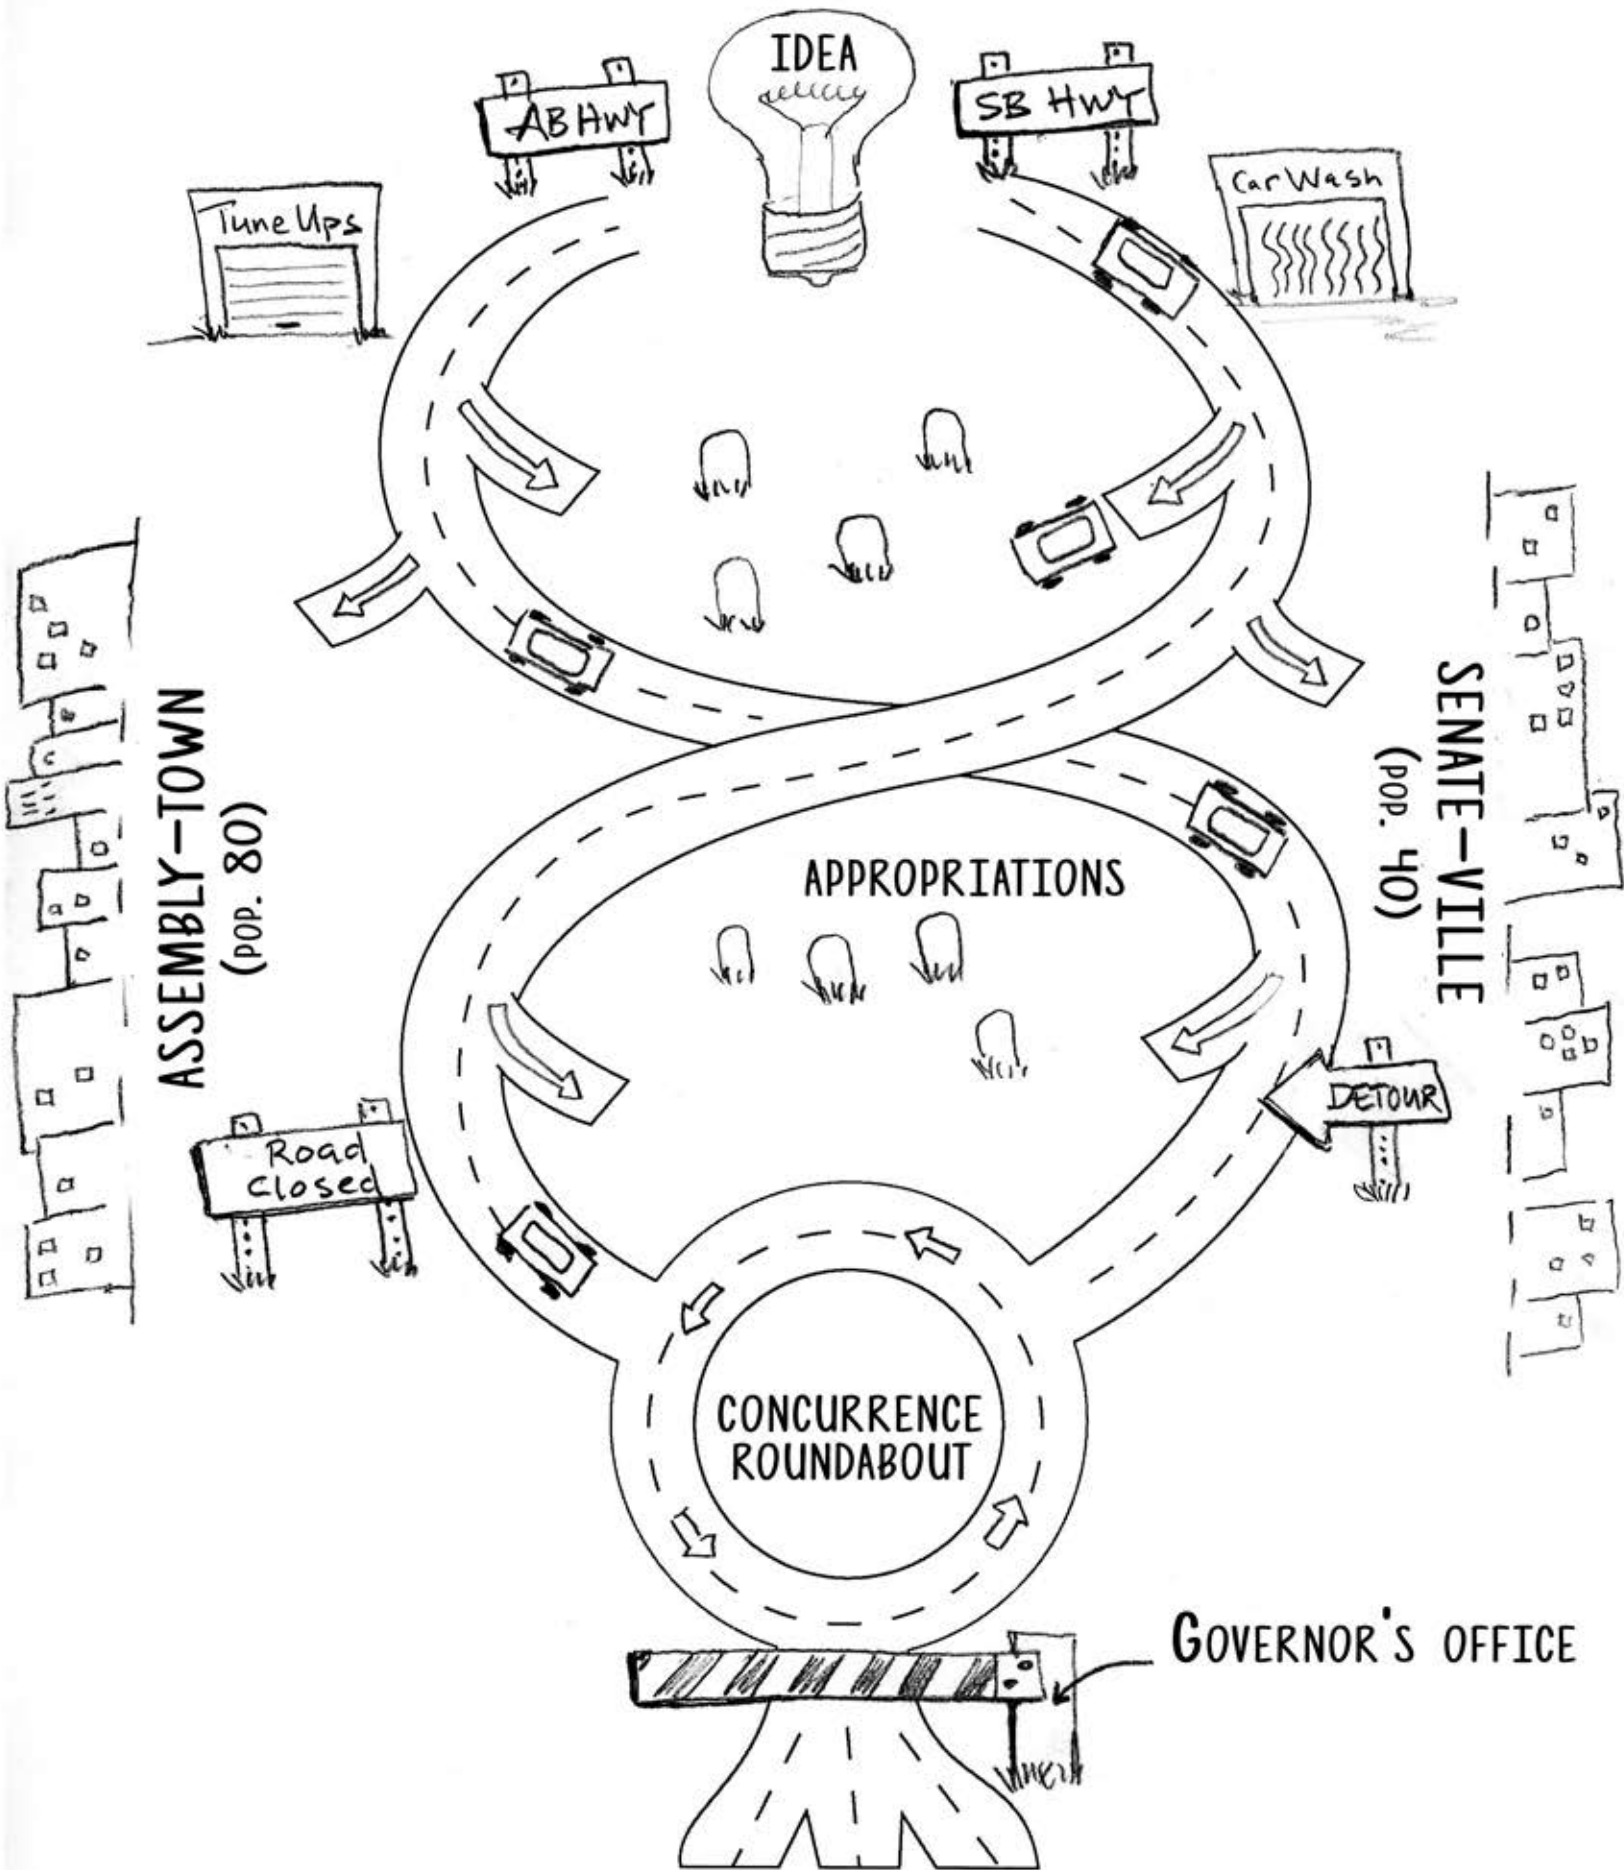 IDEA
AB HWY
SB HWY
Tune Ups
Car Wash
ASSEMBLY-TOWN
(POP. 80)
SENATE-VILLE
(POP. 40)
APPROPRIATIONS
Road
Closed
DETOUR
CONCURRENCE
ROUNDABOUT
GOVERNOR'S OFFICE